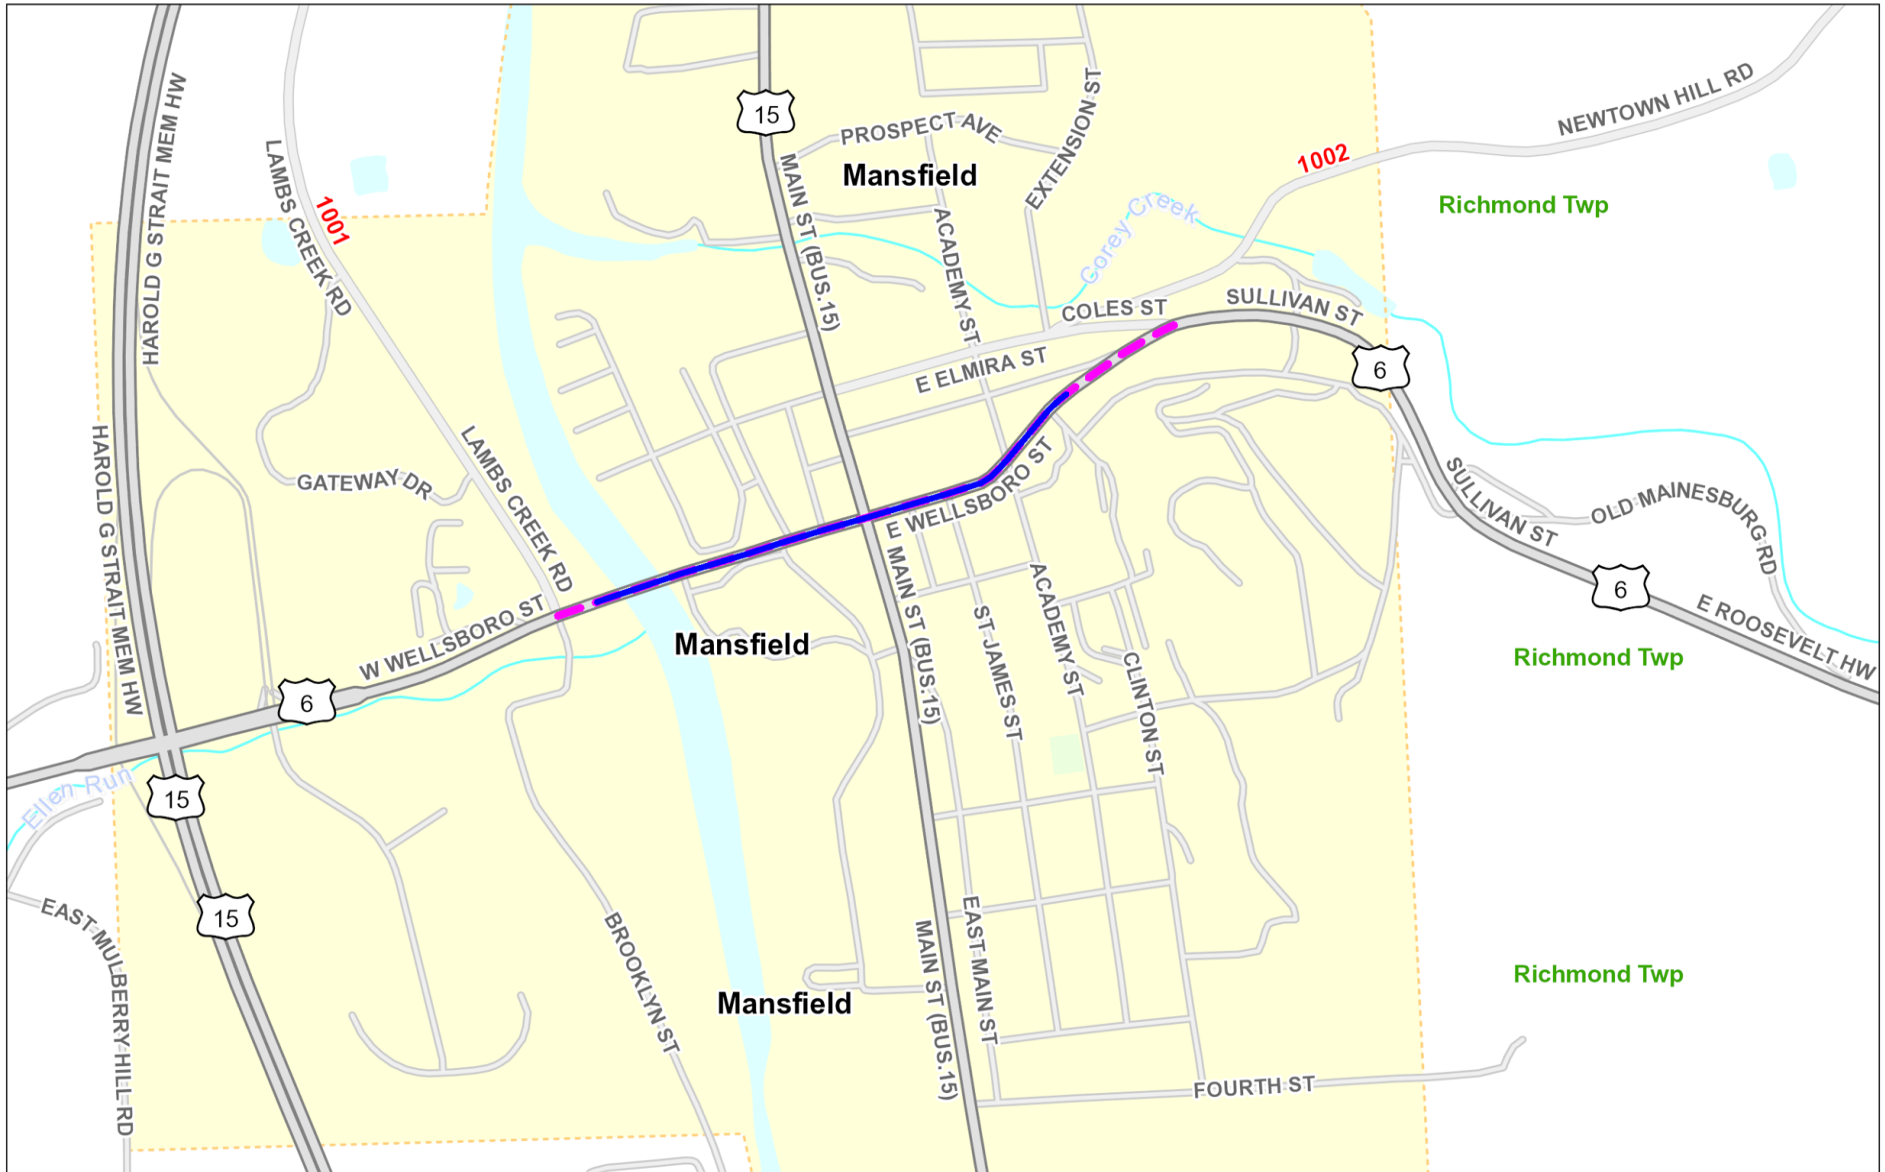 HAROLD G STRAIT MEM HW
LAMBS CREEK RD
1001
15
MAIN ST (BUS.15)
PROSPECT AVE
Mansfield
EXTENSION ST
ACADEMY ST
Corey Creek
1002
NEWTOWN HILL RD
Richmond Twp
COLES ST
SULLIVAN ST
E ELMIRA ST
6
HAROLD G STRAIT MEM HW
GATEWAY DR
LAMBS CREEK RD
E WELLSBORO ST
SULLIVAN ST
OLD MAINESBURG RD
6
E ROOSEVELT HW
W WELLSBORO ST
6
Mansfield
MAIN ST (BUS.15)
ST JAMES ST
ACADEMY ST
CLINTON ST
Richmond Twp
Ellen Run
15
15
EAST MULBERRY HILL RD
BROOKLYN ST
Mansfield
MAIN ST (BUS.15)
EAST MAIN ST
Richmond Twp
FOURTH ST